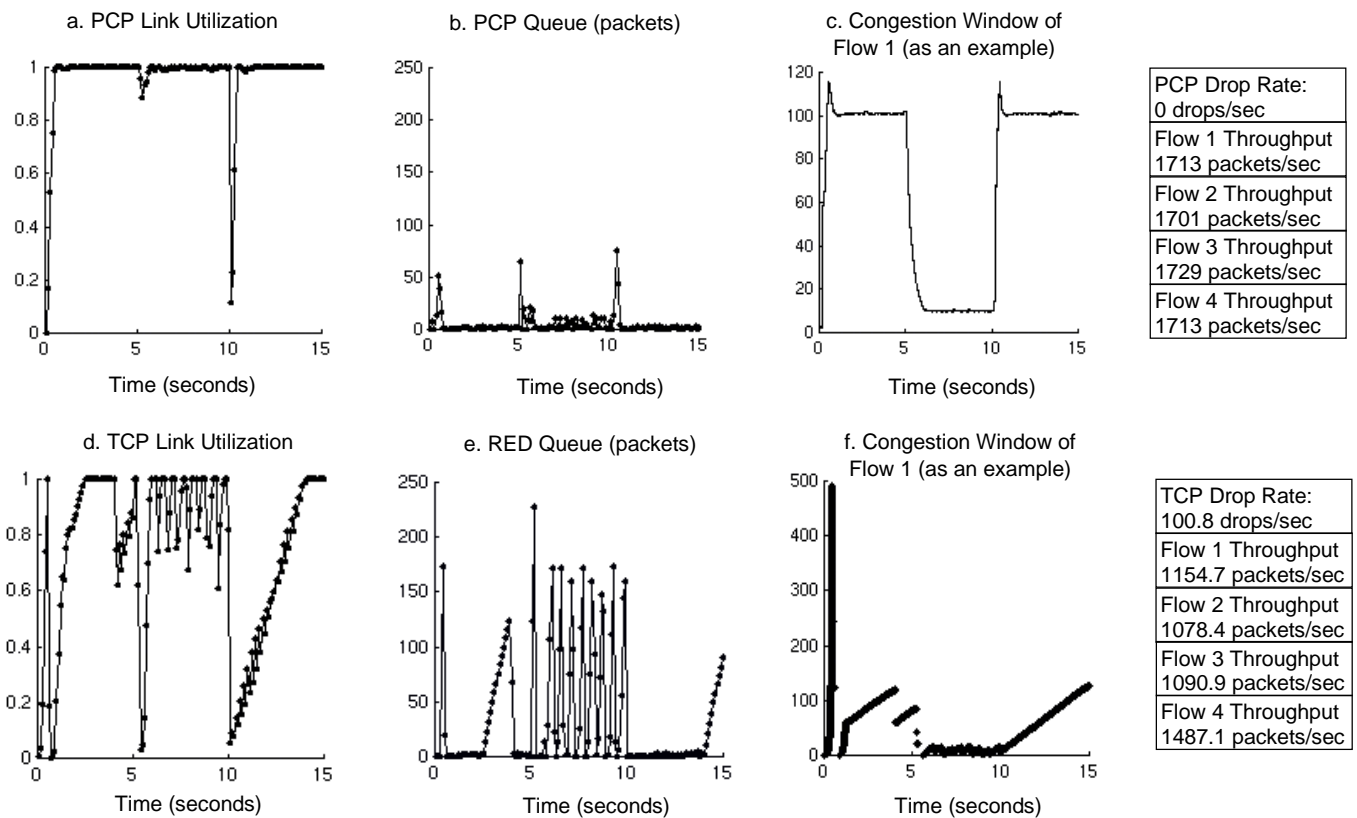 a. PCP Link Utilization
1
0.8
0.6
0.4
0.2
0
0
5
10
15
Time (seconds)
b. PCP Queue (packets)
250
200
150
100
50
0
0
5
10
15
Time (seconds)
c. Congestion Window of
Flow 1 (as an example)
120
100
80
60
40
20
0
0
5
10
15
Time (seconds)
PCP Drop Rate:
0 drops/sec
Flow 1 Throughput
1713 packets/sec
Flow 2 Throughput
1701 packets/sec
Flow 3 Throughput
1729 packets/sec
Flow 4 Throughput
1713 packets/sec
d. TCP Link Utilization
1
0.8
0.6
0.4
0.2
0
0
5
10
15
Time (seconds)
e. RED Queue (packets)
250
200
150
100
50
0
0
5
10
15
Time (seconds)
f. Congestion Window of
Flow 1 (as an example)
500
400
300
200
100
0
0
5
10
15
Time (seconds)
TCP Drop Rate:
100.8 drops/sec
Flow 1 Throughput
1154.7 packets/sec
Flow 2 Throughput
1078.4 packets/sec
Flow 3 Throughput
1090.9 packets/sec
Flow 4 Throughput
1487.1 packets/sec